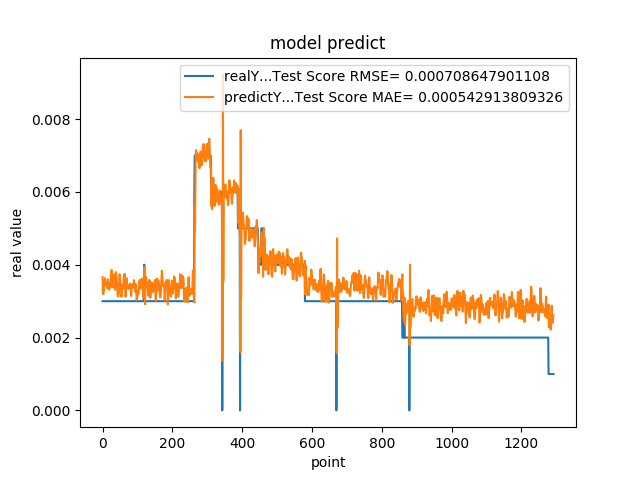 model predict
realY...Test Score RMSE= 0.000708647901108
predictY...Test Score MAE= 0.000542913809326
real value
0.008
0.006
0.004
0.002
0.000
0 200 400 600 800 1000 1200
point